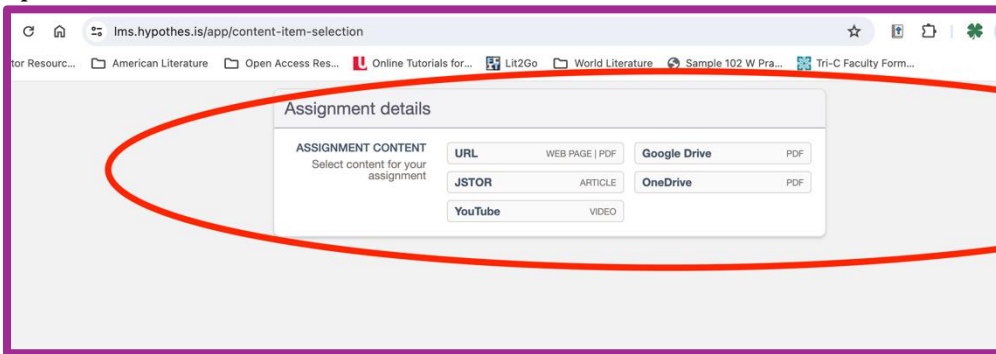 lms.hypothes.is/app/content-item-selection
tor Resourc... American Literature Open Access Res... Online Tutorials for... Lit2Go World Literature Sample 102 W Pra... Tri-C Faculty Form...
Assignment details
ASSIGNMENT CONTENT
Select content for your
assignment
URL WEB PAGE | PDF Google Drive PDF
JSTOR ARTICLE OneDrive PDF
YouTube VIDEO